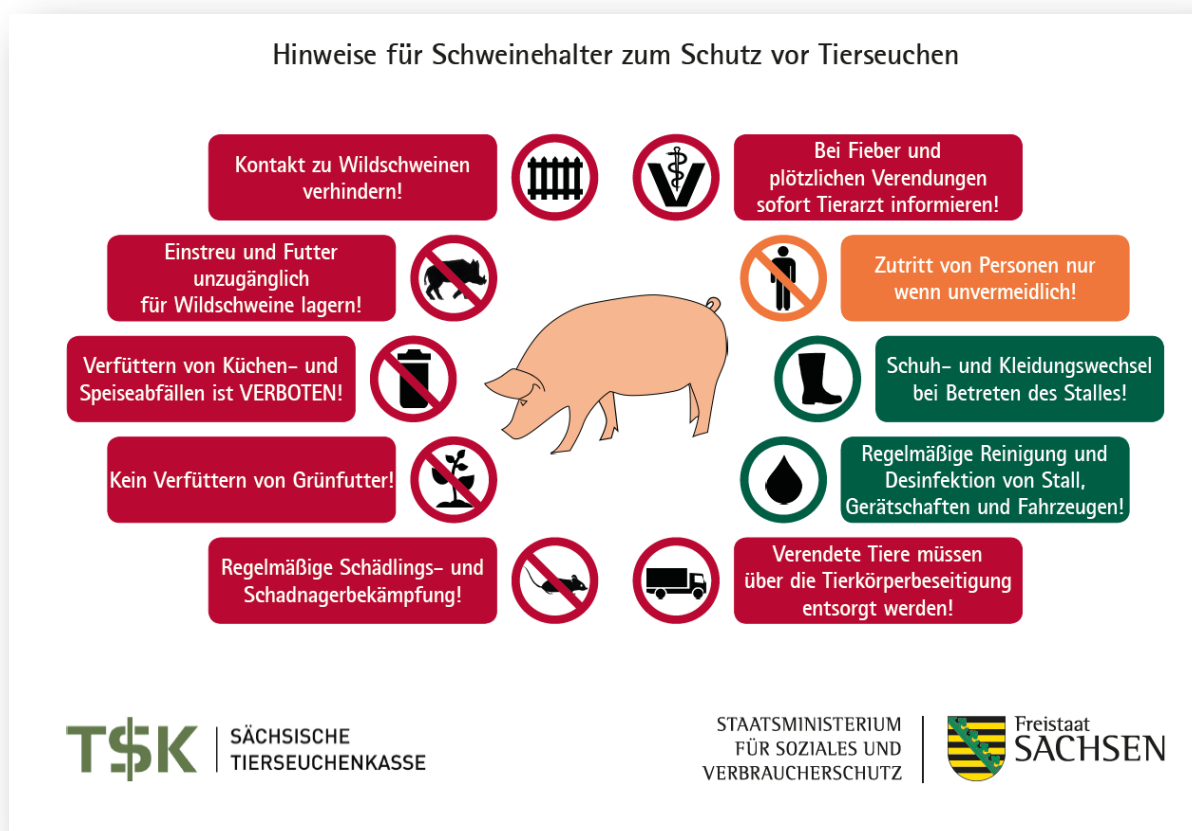 Hinweise für Schweinehalter zum Schutz vor Tierseuchen
Kontakt zu Wildschweinen
verhindern!
Bei Fieber und
plötzlichen Verendungen
sofort Tierarzt informieren!
Einstreu und Futter
unzugänglich
für Wildschweine lagern!
Zutritt von Personen nur
wenn unvermeidlich!
Verfüttern von Küchen- und
Speiseabfällen ist VERBOTEN!
Schuh- und Kleidungswechsel
bei Betreten des Stalles!
Kein Verfüttern von Grünfutter!
Regelmäßige Reinigung und
Desinfektion von Stall,
Gerätschaften und Fahrzeugen!
Regelmäßige Schädlings- und
Schadnagerbekämpfung!
Verendete Tiere müssen
über die Tierkörperbeseitigung
entsorgt werden!
TSK
SÄCHSISCHE
TIERSEUCHENKASSE
STAATSMINISTERIUM
FÜR SOZIALES UND
VERBRAUCHERSCHUTZ
Freistaat
SACHSEN